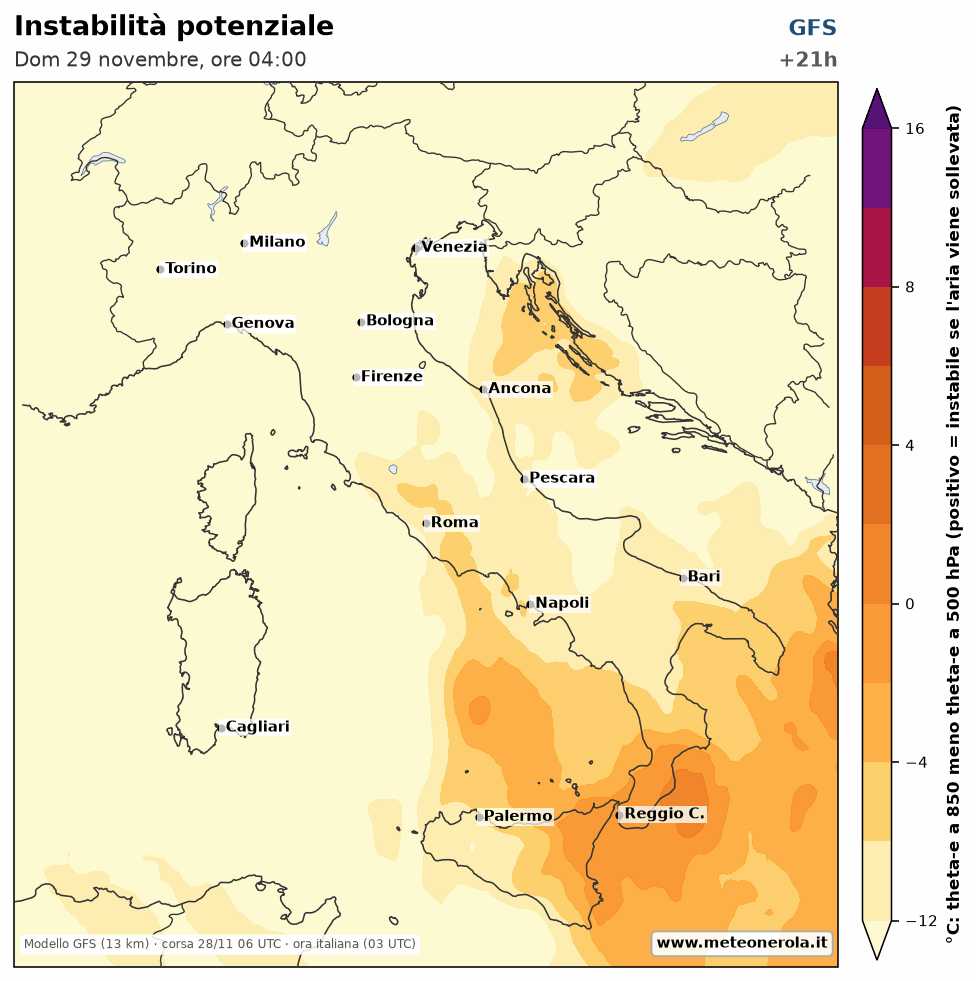 Instabilità potenziale
GFS
Dom 29 novembre, ore 04:00
+21h
Milano
Venezia
Torino
Genova
Bologna
Firenze
Ancona
Pescara
Roma
Bari
Napoli
Cagliari
Palermo
Reggio C.
Modello GFS (13 km) · corsa 28/11 06 UTC · ora italiana (03 UTC)
www.meteonerola.it
16
8
4
0
−4
−12
°C: theta-e a 850 meno theta-e a 500 hPa (positivo = instabile se l'aria viene sollevata)